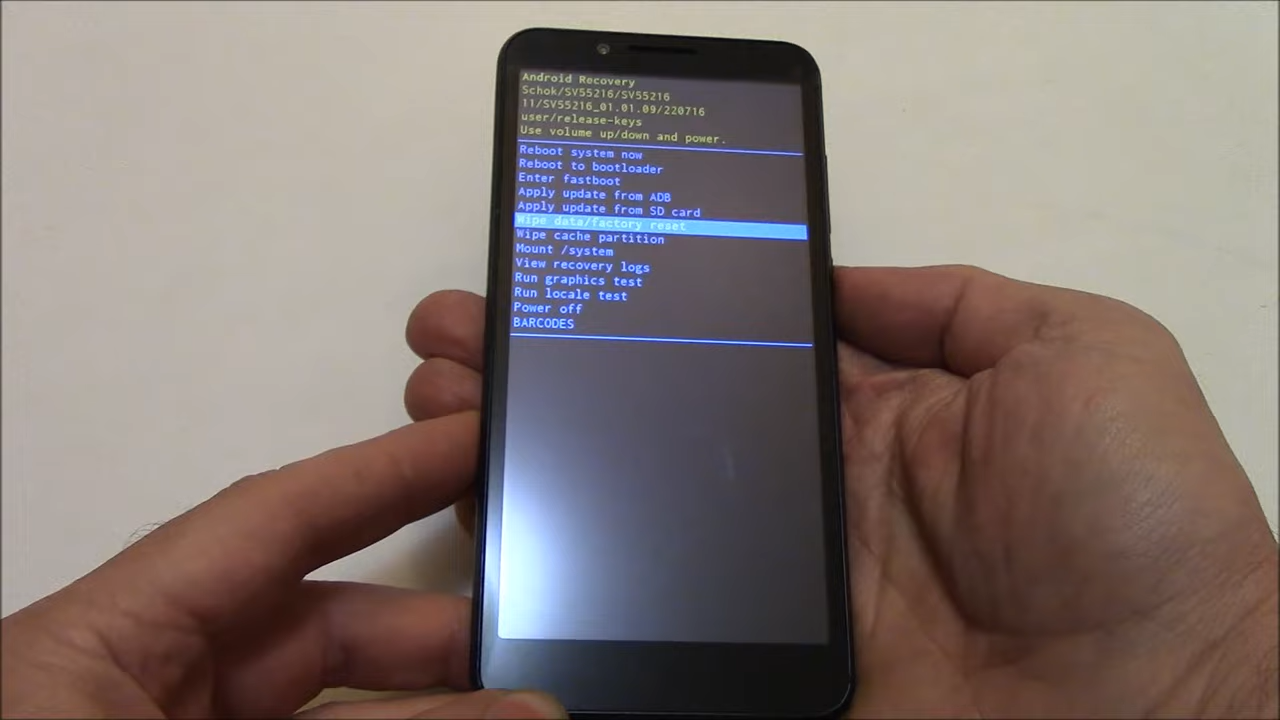 Android Recovery
Schok/SV55216/SV55216
11/SV55216_01.01.09/220716
user/release-keys
Use volume up/down and power.
Reboot system now
Reboot to bootloader
Enter fastboot
Apply update from ADB
Apply update from SD card
Wipe data/factory reset
Wipe cache partition
Mount /system
View recovery logs
Run graphics test
Run locale test
Power off
BARCODES